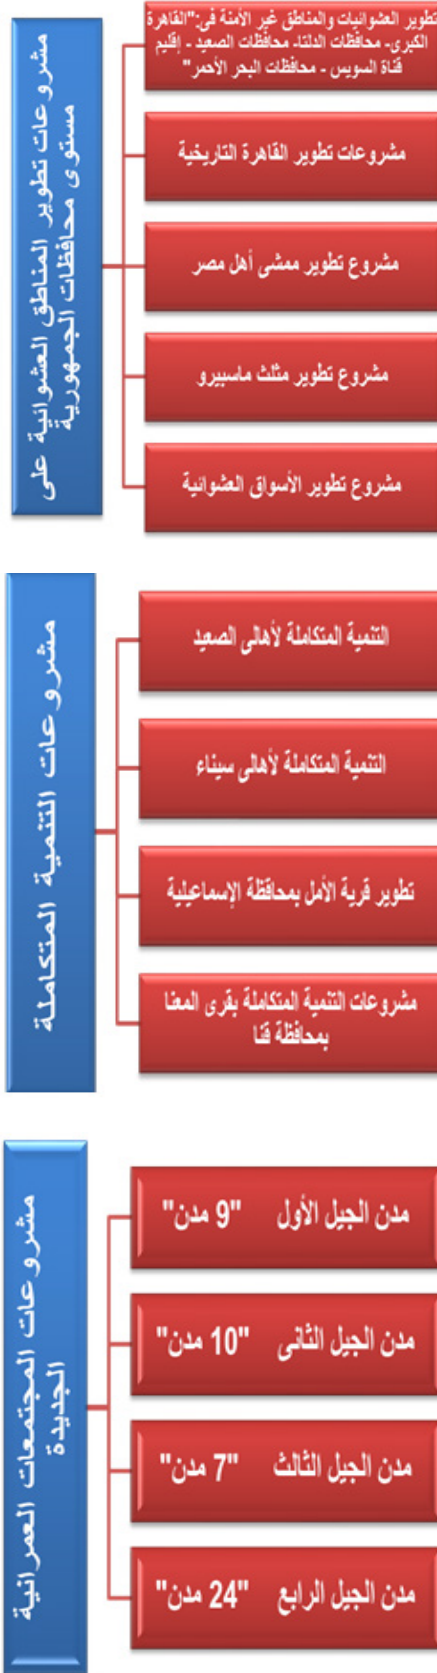 مشروعات تطوير المناطق العشوائية على
مستوى محافظات الجمهورية
تطوير العشوائيات والمناطق غير الأمنة فى:"القاهرة
الكبرى- محافظات الدلتا- محافظات الصعيد - إقليم
قناة السويس - محافظات البحر الأحمر"
مشروعات تطوير القاهرة التاريخية
مشروع تطوير ممشى أهل مصر
مشروع تطوير مثلث ماسبيرو
مشروع تطوير الأسواق العشوائية
مشروعات التنمية المتكاملة
التنمية المتكاملة لأهالى الصعيد
التنمية المتكاملة لأهالى سيناء
تطوير قرية الأمل بمحافظة الإسماعيلية
مشروعات التنمية المتكاملة بقرى المعنا
بمحافظة قنا
مشروعات المجتمعات العمرانية
الجديدة
مدن الجيل الأول "9 مدن"
مدن الجيل الثانى "10 مدن"
مدن الجيل الثالث "7 مدن"
مدن الجيل الرابع "24 مدن"